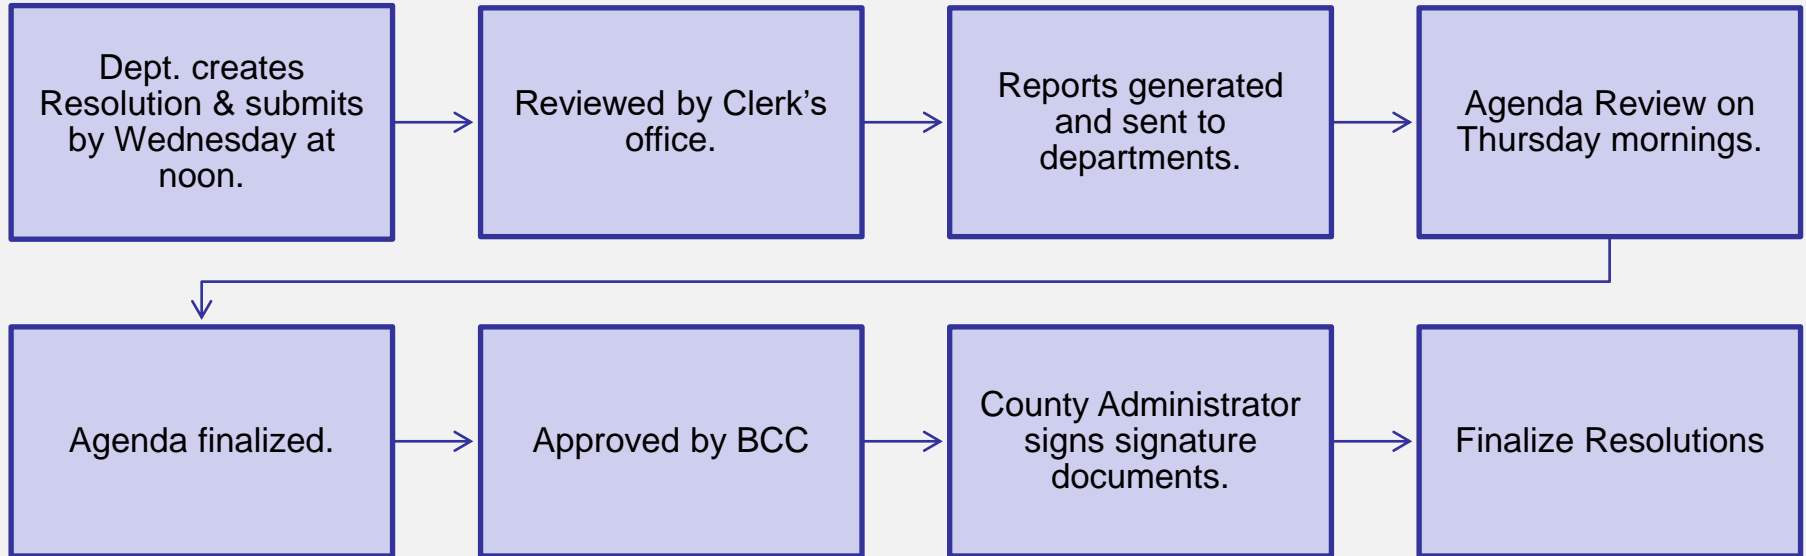 Dept. creates
Resolution & submits
by Wednesday at
noon.
Reviewed by Clerk’s
office.
Reports generated
and sent to
departments.
Agenda Review on
Thursday mornings.
Agenda finalized.
Approved by BCC
County Administrator
signs signature
documents.
Finalize Resolutions